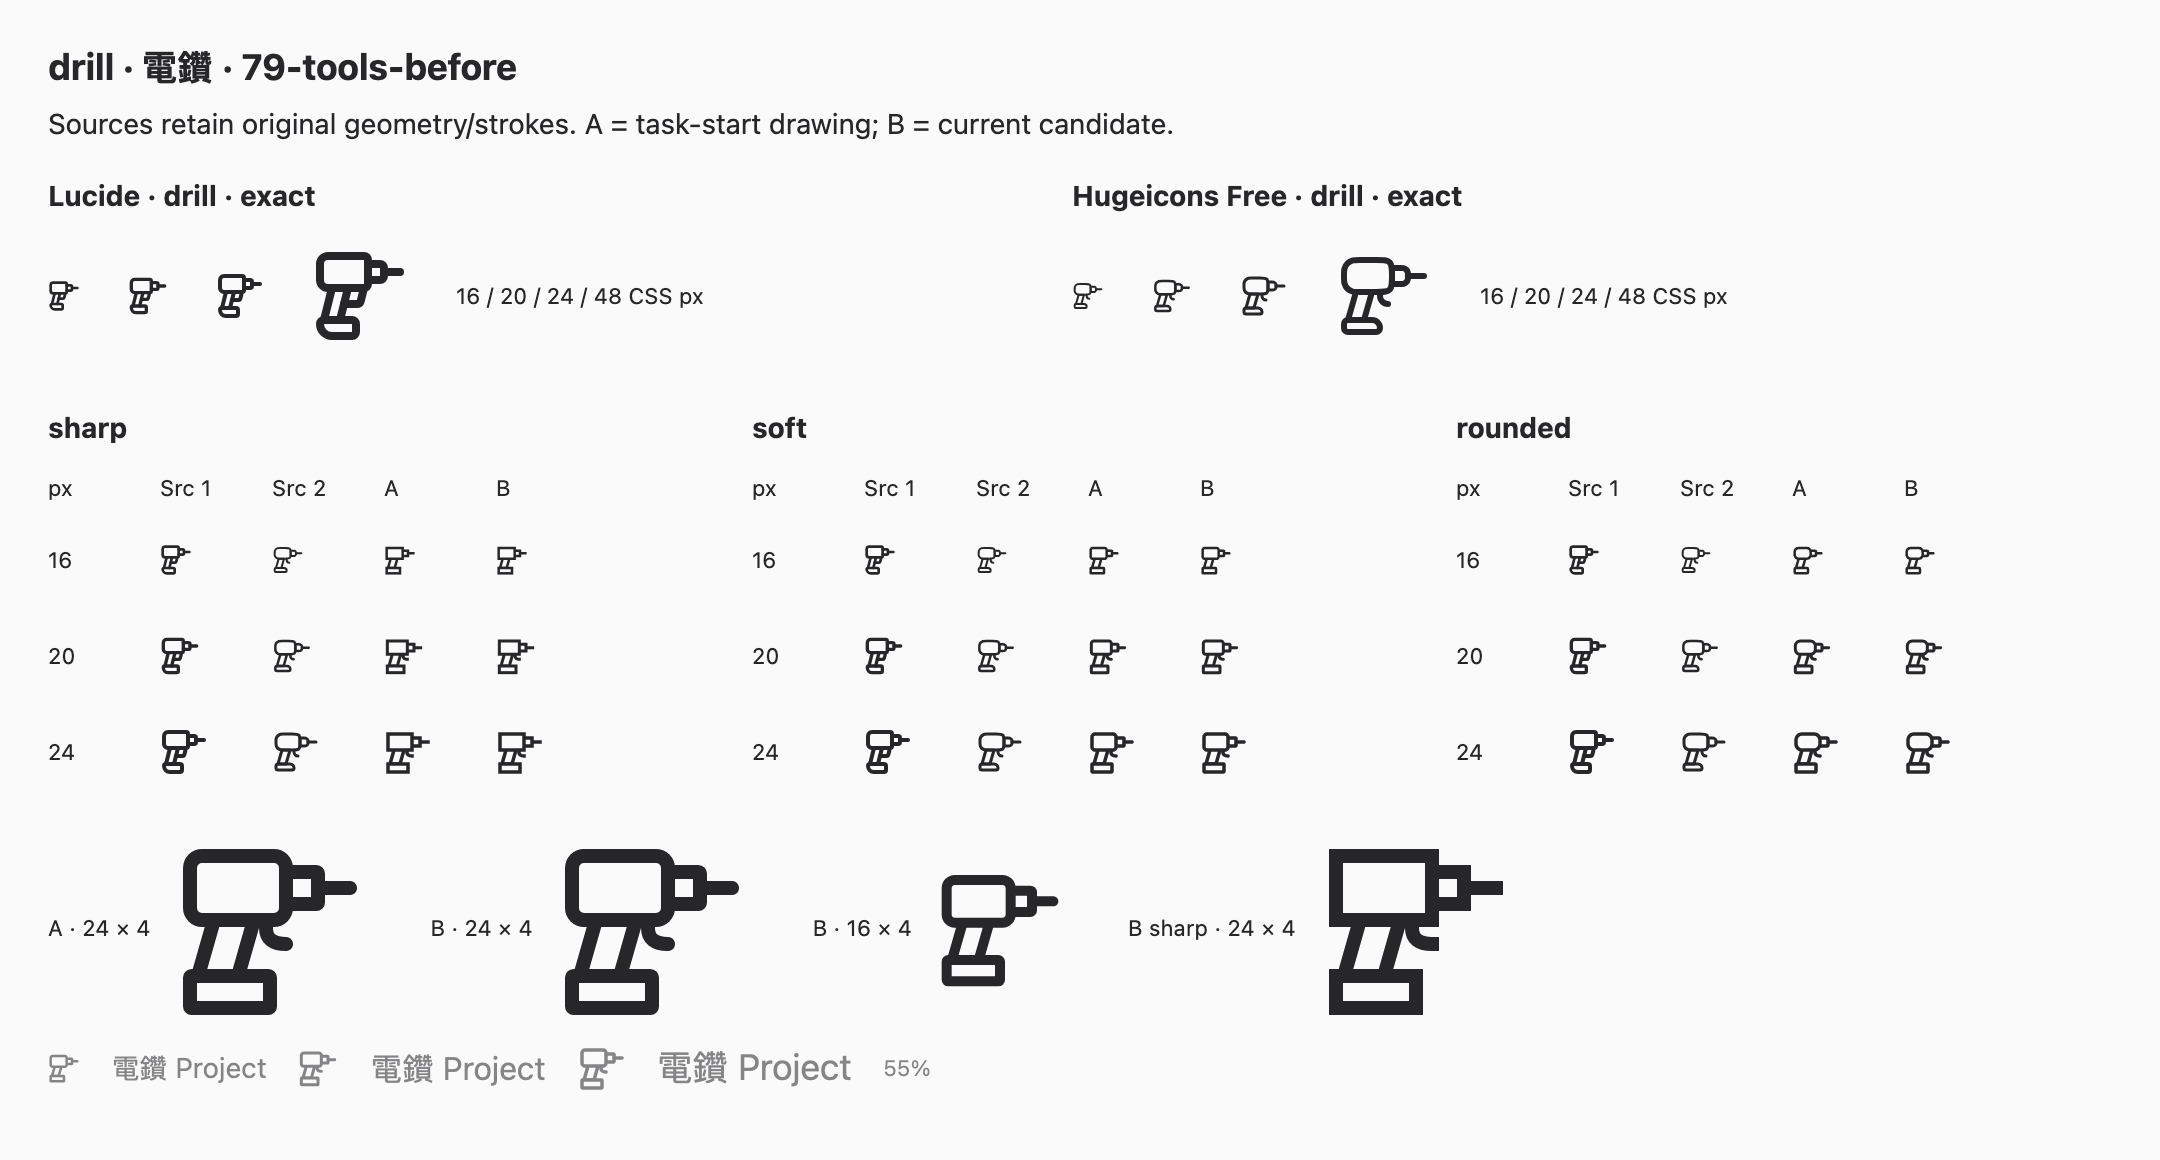 drill · 電鑽 · 79-tools-before
Sources retain original geometry/strokes. A = task-start drawing; B = current candidate.
Lucide · drill · exact
16 / 20 / 24 / 48 CSS px
Hugeicons Free · drill · exact
16 / 20 / 24 / 48 CSS px
sharp
px Src 1 Src 2 A B
16
20
24
soft
px Src 1 Src 2 A B
16
20
24
rounded
px Src 1 Src 2 A B
16
20
24
A · 24 × 4
B · 24 × 4
B · 16 × 4
B sharp · 24 × 4
電鑽 Project 電鑽 Project 電鑽 Project 55%